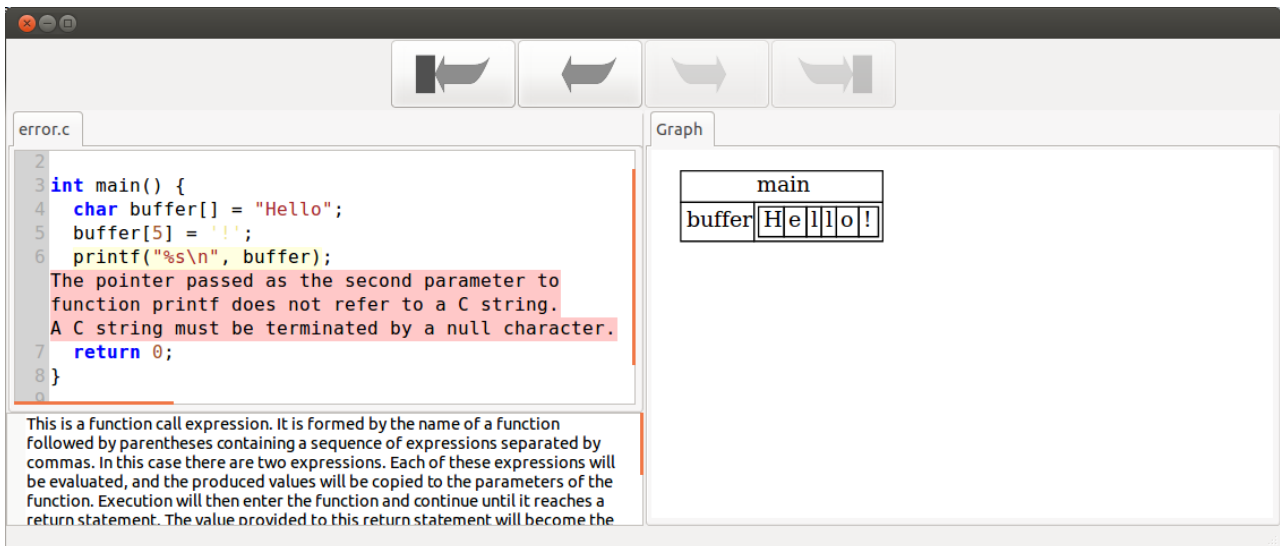 error.c
2
3 int main() {
4 char buffer[] = "Hello";
5 buffer[5] = '!';
6 printf("%s\n", buffer);
The pointer passed as the second parameter to
function printf does not refer to a C string.
A C string must be terminated by a null character.
7 return 0;
8 }
9
This is a function call expression. It is formed by the name of a function
followed by parentheses containing a sequence of expressions separated by
commas. In this case there are two expressions. Each of these expressions will
be evaluated, and the produced values will be copied to the parameters of the
function. Execution will then enter the function and continue until it reaches a
return statement. The value provided to this return statement will become the
Graph
main
buffer H e l l o !